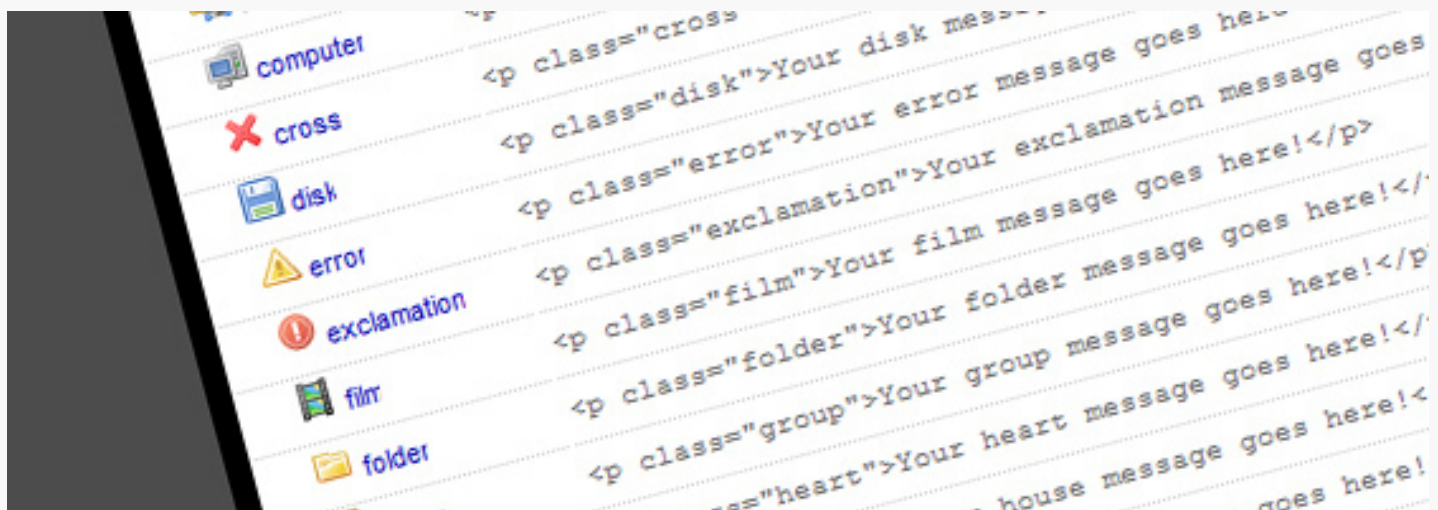 computer
<p class="cross
cross
<p class="disk">Your disk mess
disk
<p class="error">Your error message goes here
error
<p class="exclamation">Your exclamation message goes
exclamation
<p class="film">Your film message goes here!</p>
film
<p class="folder">Your folder message goes here!</
folder
<p class="group">Your group message goes here!</p
ss="heart">Your heart message goes here!</
house message goes here!<
goes here!